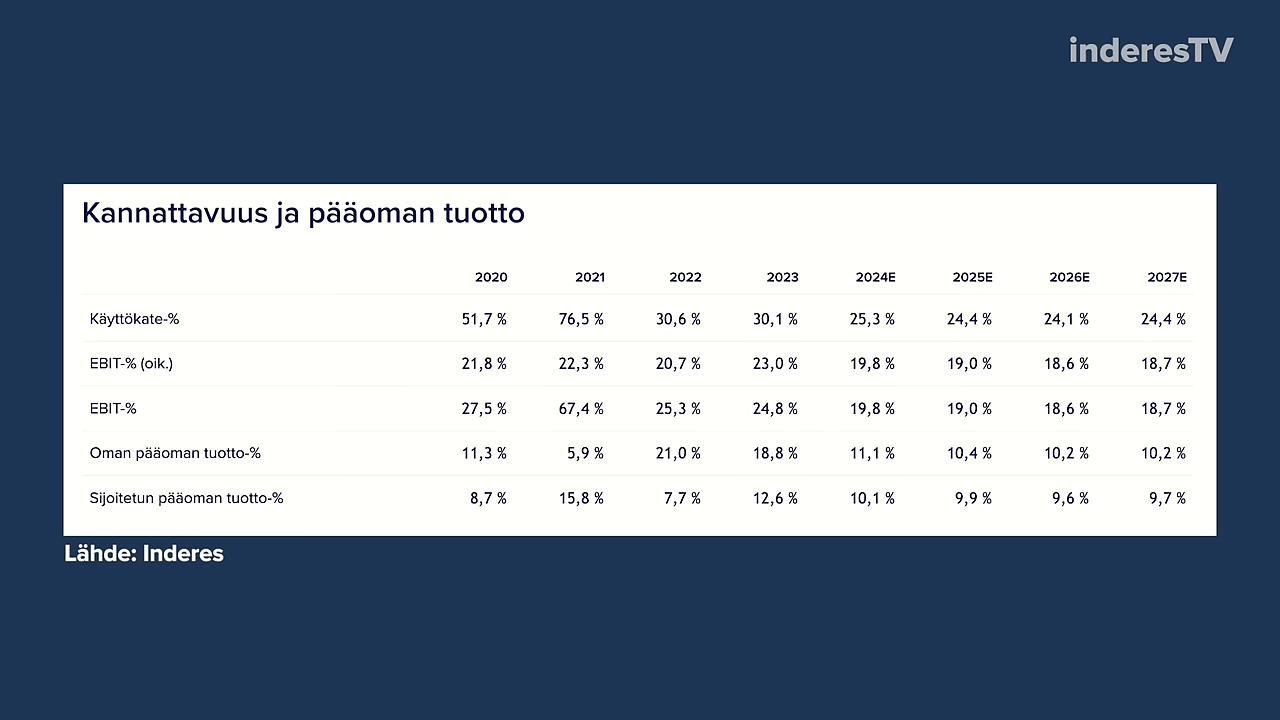 inderesTV
Kannattavuus ja pääoman tuotto
2020 2021 2022 2023 2024E 2025E 2026E 2027E
Käyttökate-% 51,7 % 76,5 % 30,6 % 30,1 % 25,3 % 24,4 % 24,1 % 24,4 %
EBIT-% (oik.) 21,8 % 22,3 % 20,7 % 23,0 % 19,8 % 19,0 % 18,6 % 18,7 %
EBIT-% 27,5 % 67,4 % 25,3 % 24,8 % 19,8 % 19,0 % 18,6 % 18,7 %
Oman pääoman tuotto-% 11,3 % 5,9 % 21,0 % 18,8 % 11,1 % 10,4 % 10,2 % 10,2 %
Sijoitetun pääoman tuotto-% 8,7 % 15,8 % 7,7 % 12,6 % 10,1 % 9,9 % 9,6 % 9,7 %
Lähde: Inderes